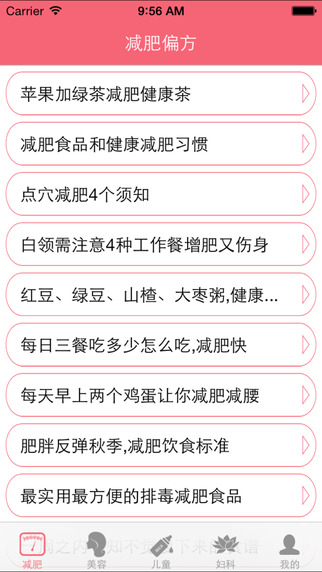 Carrier 9:56 AM
减肥偏方
苹果加绿茶减肥健康茶
减肥食品和健康减肥习惯
点穴减肥4个须知
白领需注意4种工作餐增肥又伤身
红豆、绿豆、山楂、大枣粥,健康...
每日三餐吃多少怎么吃,减肥快
每天早上两个鸡蛋让你减肥减腰
肥胖反弹秋季,减肥饮食标准
最实用最方便的排毒减肥食品
减肥 美容 儿童 妇科 我的